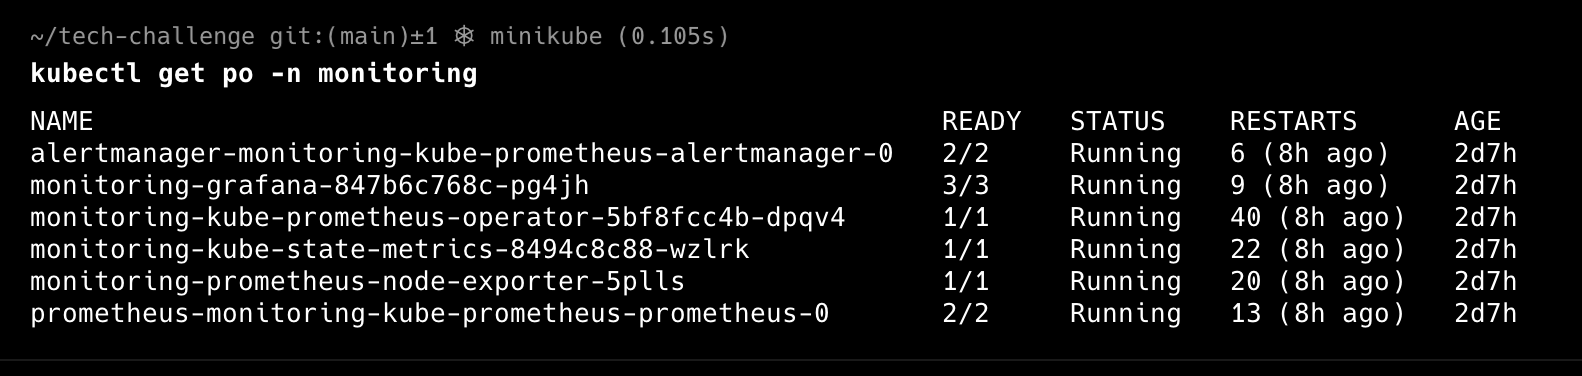 ~/tech-challenge git:(main)±1 ⎈ minikube (0.105s)
kubectl get po -n monitoring
NAME READY STATUS RESTARTS AGE
alertmanager-monitoring-kube-prometheus-alertmanager-0 2/2 Running 6 (8h ago) 2d7h
monitoring-grafana-847b6c768c-pg4jh 3/3 Running 9 (8h ago) 2d7h
monitoring-kube-prometheus-operator-5bf8fcc4b-dpqv4 1/1 Running 40 (8h ago) 2d7h
monitoring-kube-state-metrics-8494c8c88-wzlrk 1/1 Running 22 (8h ago) 2d7h
monitoring-prometheus-node-exporter-5plls 1/1 Running 20 (8h ago) 2d7h
prometheus-monitoring-kube-prometheus-prometheus-0 2/2 Running 13 (8h ago) 2d7h